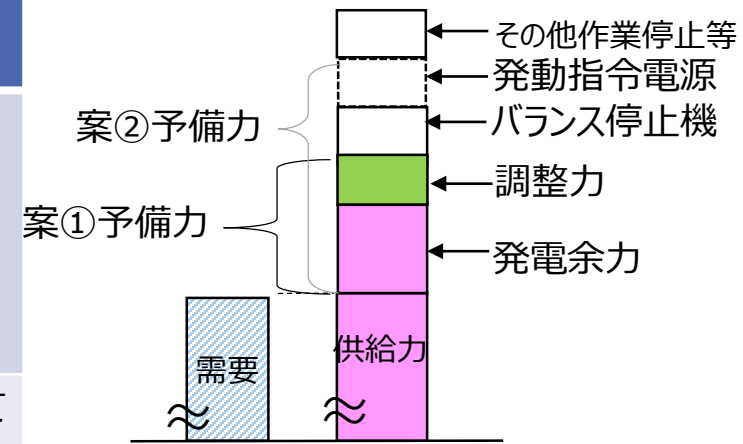 その他作業停止等
発動指令電源
案②予備力
バランス停止機
調整力
案①予備力
発電余力
供給力
需要